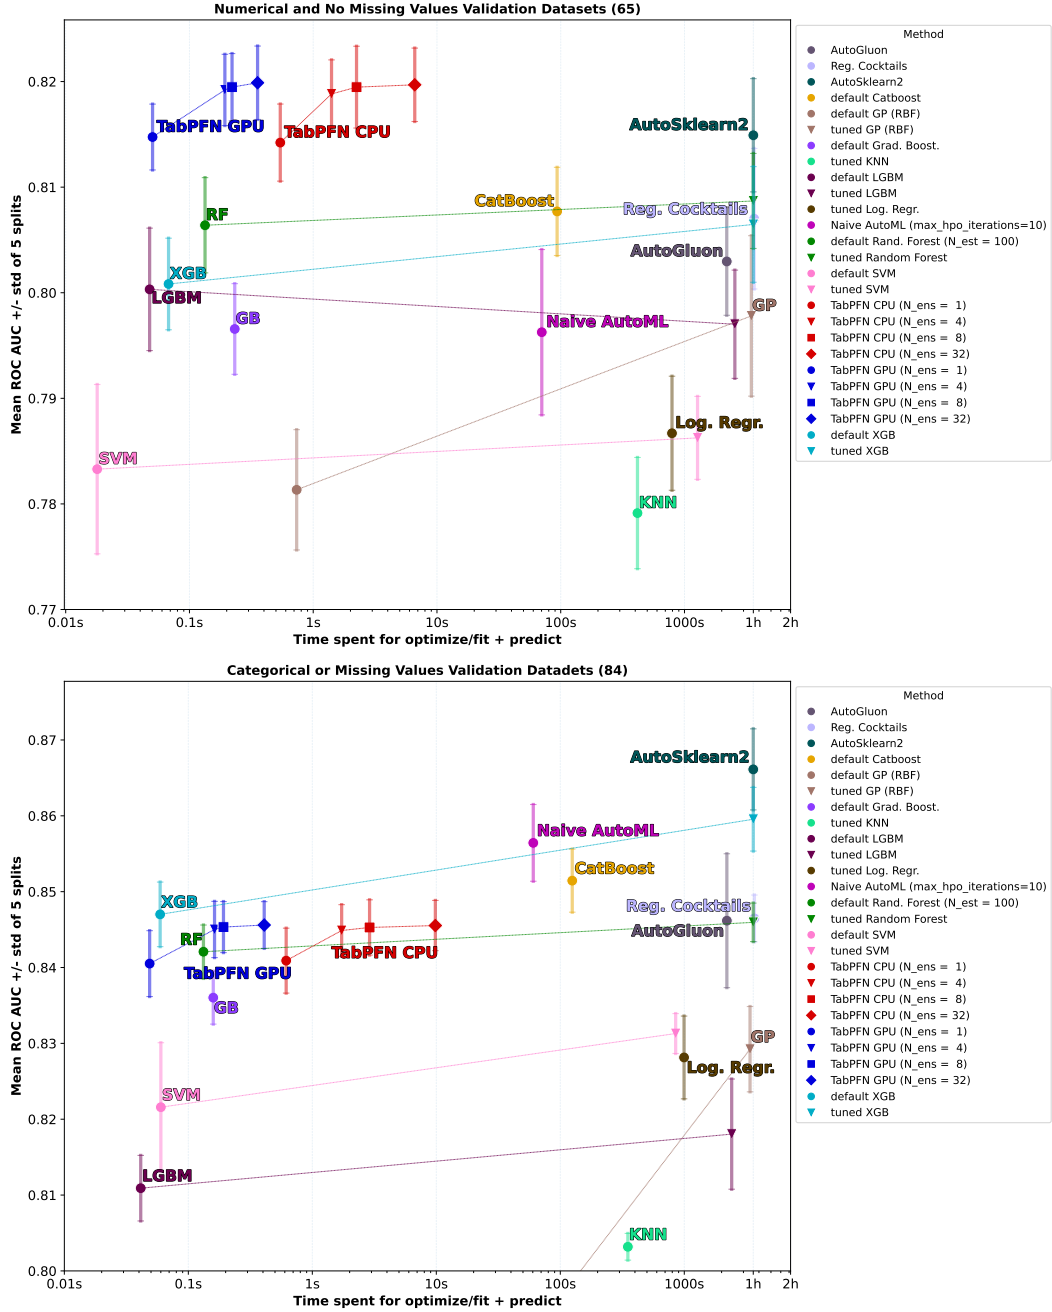 Numerical and No Missing Values Validation Datasets (65)
Mean ROC AUC +/- std of 5 splits
0.82
0.81
0.80
0.79
0.78
0.77
TabPFN GPU
TabPFN CPU
AutoSklearn2
RF
CatBoost
Reg. Cocktails
AutoGluon
XGB
LGBM
GB
Naive AutoML
GP
Log. Regr.
SVM
KNN
0.01s 0.1s 1s 10s 100s 1000s 1h 2h
Time spent for optimize/fit + predict
Method
AutoGluon
Reg. Cocktails
AutoSklearn2
default Catboost
default GP (RBF)
tuned GP (RBF)
default Grad. Boost.
tuned KNN
default LGBM
tuned LGBM
tuned Log. Regr.
Naive AutoML (max_hpo_iterations=10)
default Rand. Forest (N_est = 100)
tuned Random Forest
default SVM
tuned SVM
TabPFN CPU (N_ens = 1)
TabPFN CPU (N_ens = 4)
TabPFN CPU (N_ens = 8)
TabPFN CPU (N_ens = 32)
TabPFN GPU (N_ens = 1)
TabPFN GPU (N_ens = 4)
TabPFN GPU (N_ens = 8)
TabPFN GPU (N_ens = 32)
default XGB
tuned XGB
Categorical or Missing Values Validation Datadets (84)
Mean ROC AUC +/- std of 5 splits
0.87
0.86
0.85
0.84
0.83
0.82
0.81
0.80
AutoSklearn2
Naive AutoML
CatBoost
XGB
Reg. Cocktails
AutoGluon
RF
TabPFN CPU
TabPFN GPU
GB
GP
Log. Regr.
SVM
LGBM
KNN
0.01s 0.1s 1s 10s 100s 1000s 1h 2h
Time spent for optimize/fit + predict
Method
AutoGluon
Reg. Cocktails
AutoSklearn2
default Catboost
default GP (RBF)
tuned GP (RBF)
default Grad. Boost.
tuned KNN
default LGBM
tuned LGBM
tuned Log. Regr.
Naive AutoML (max_hpo_iterations=10)
default Rand. Forest (N_est = 100)
tuned Random Forest
default SVM
tuned SVM
TabPFN CPU (N_ens = 1)
TabPFN CPU (N_ens = 4)
TabPFN CPU (N_ens = 8)
TabPFN CPU (N_ens = 32)
TabPFN GPU (N_ens = 1)
TabPFN GPU (N_ens = 4)
TabPFN GPU (N_ens = 8)
TabPFN GPU (N_ens = 32)
default XGB
tuned XGB